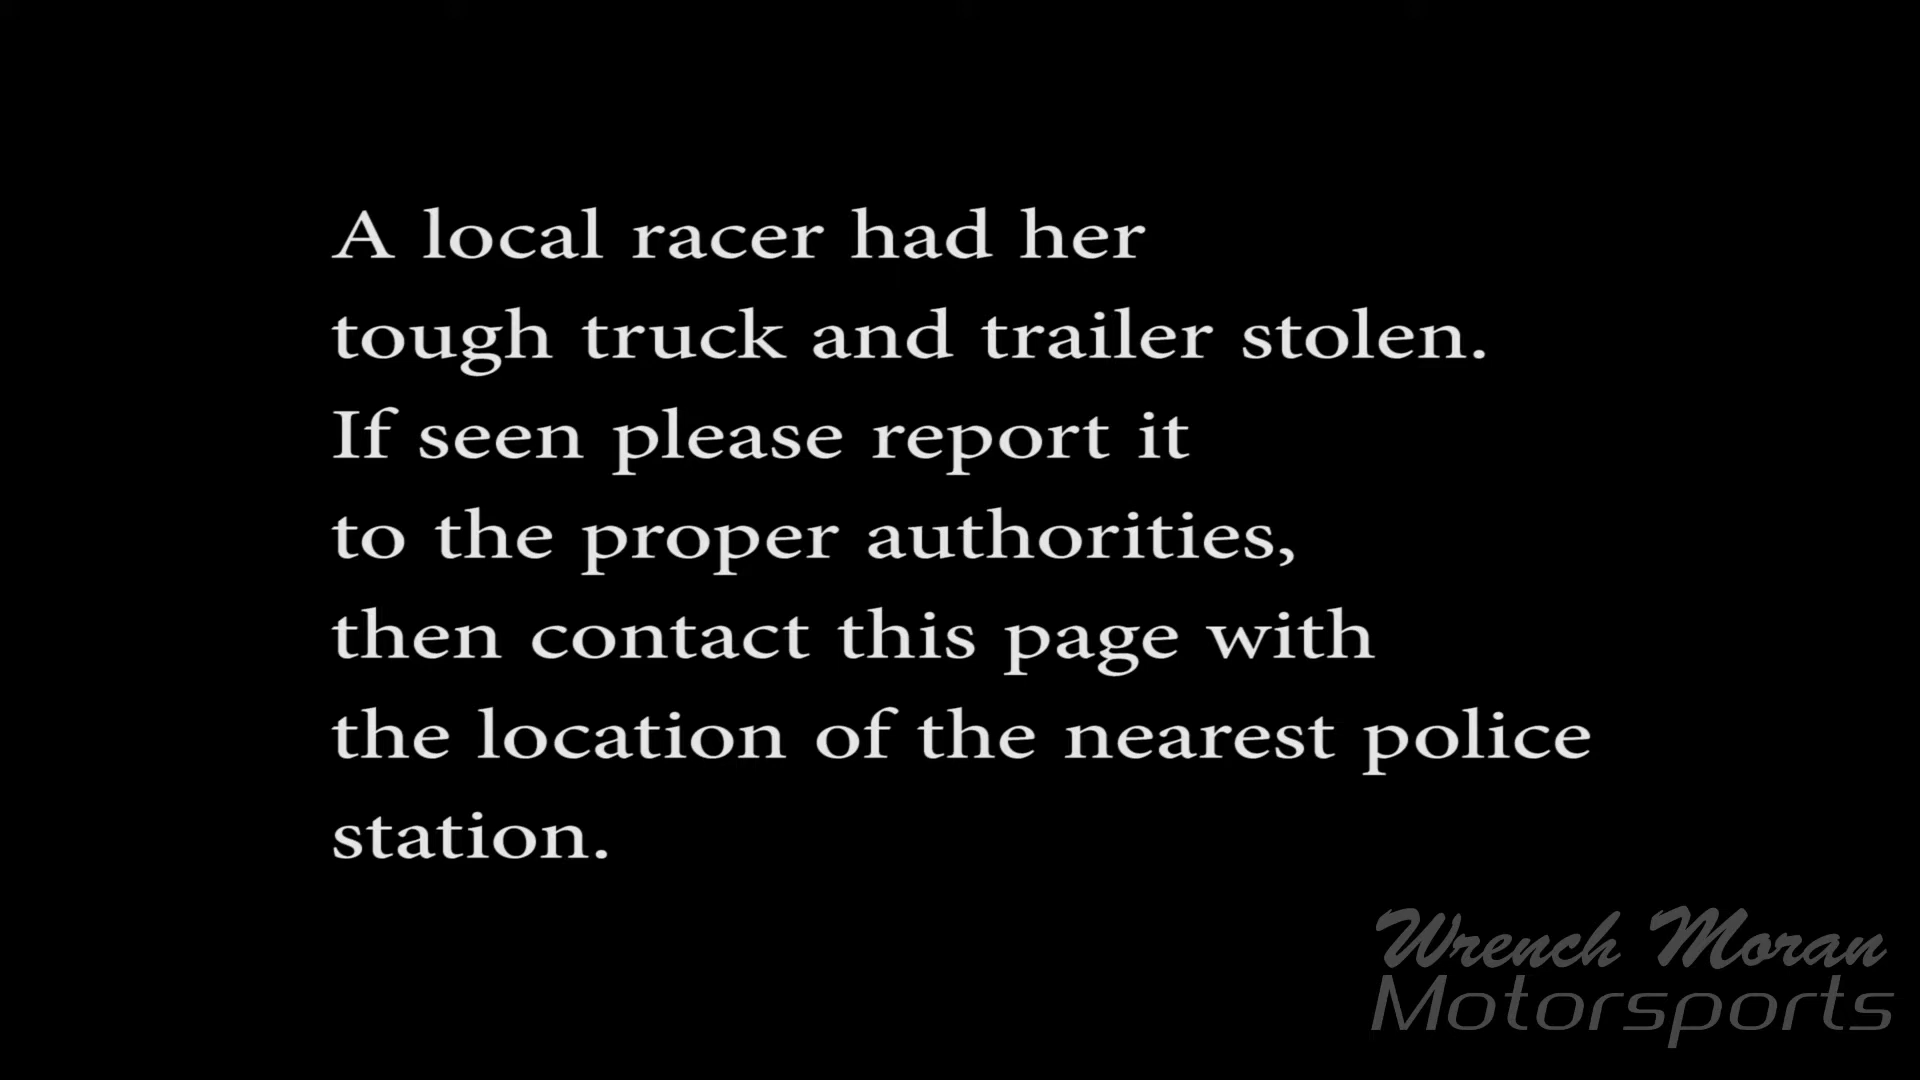 A local racer had her
tough truck and trailer stolen.
If seen please report it
to the proper authorities,
then contact this page with
the location of the nearest police
station.
Wrench Moran
Motorsports